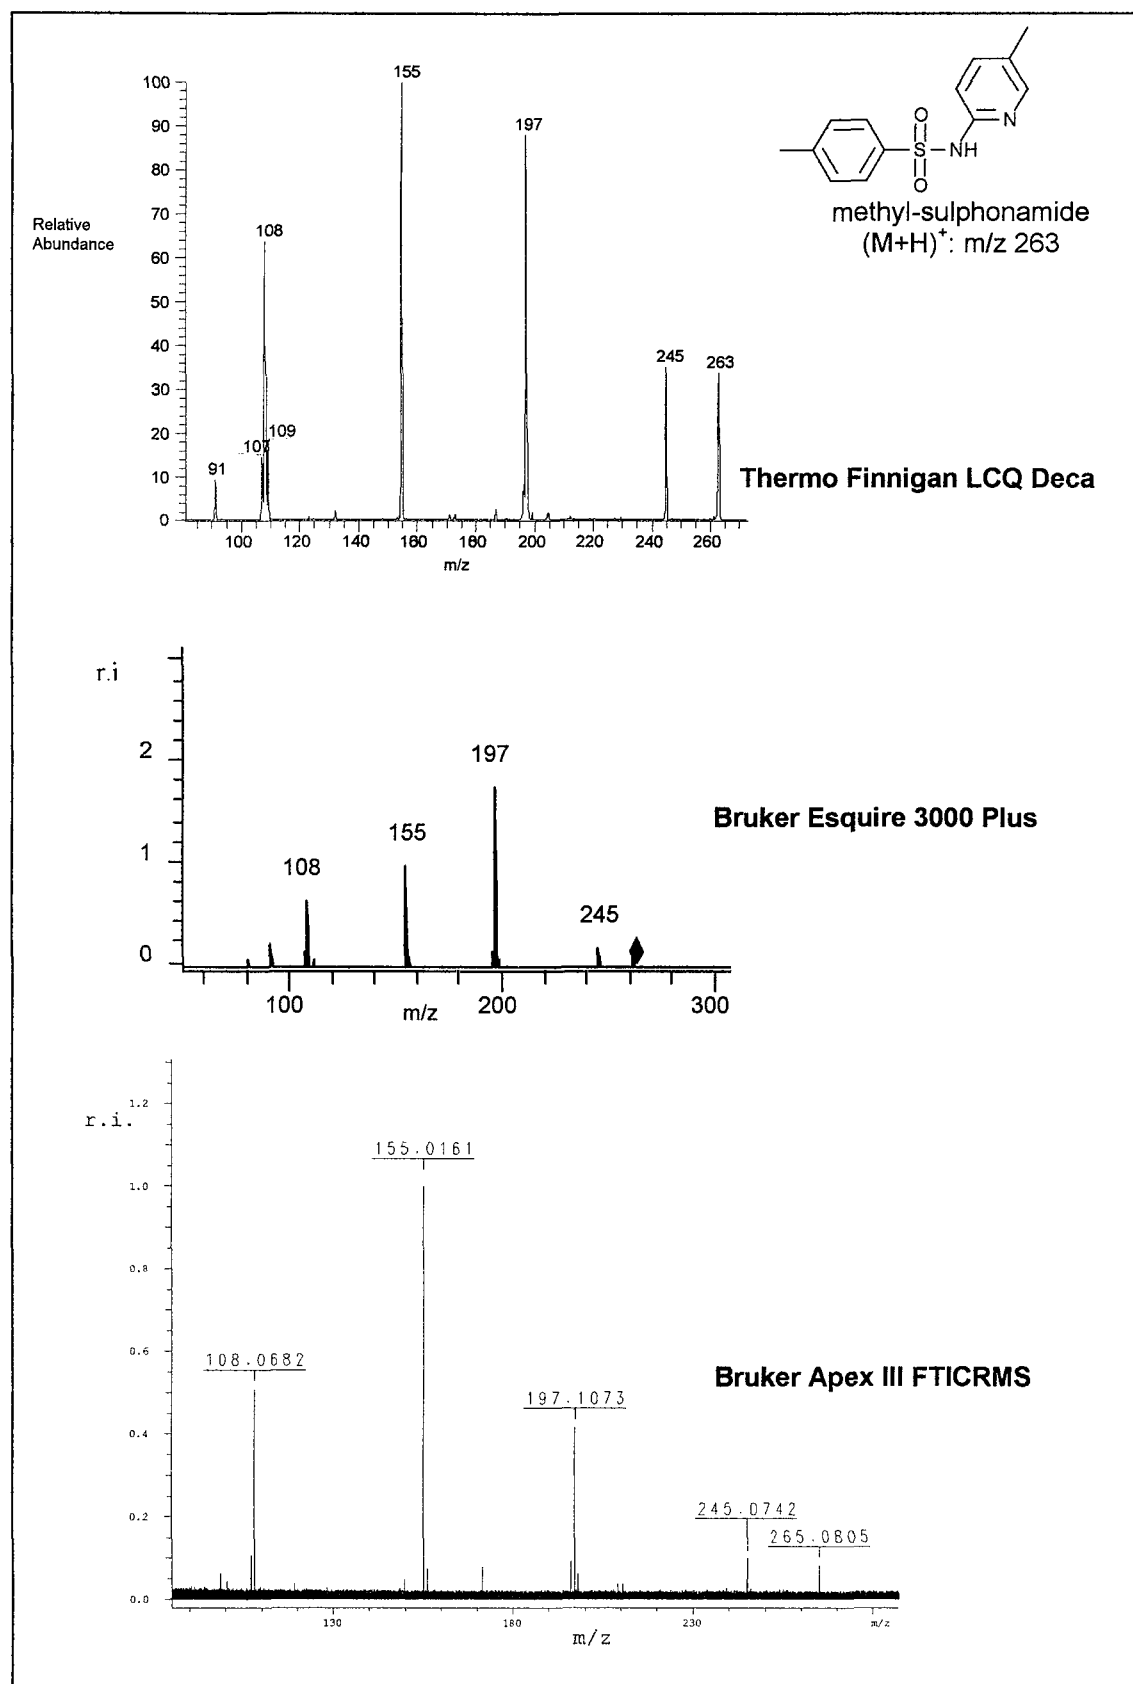 155
100
197
90
80
Relative
Abundance
70
108
60
50
40
245
263
30
20
107
109
91
10
0
100 120 140 160 180 200 220 240 260
m/z
Thermo Finnigan LCQ Deca
O
S
NH
O
N
methyl-sulphonamide
(M+H)+: m/z 263
r.i
2
197
155
1
108
245
0
100
200
300
m/z
Bruker Esquire 3000 Plus
r.i.
1.2
155.0161
1.0
0.8
0.6
108.0682
197.1073
0.4
245.0742
0.2
265.0805
0.0
130
180
230
m/z
m/z
Bruker Apex III FTICRMS